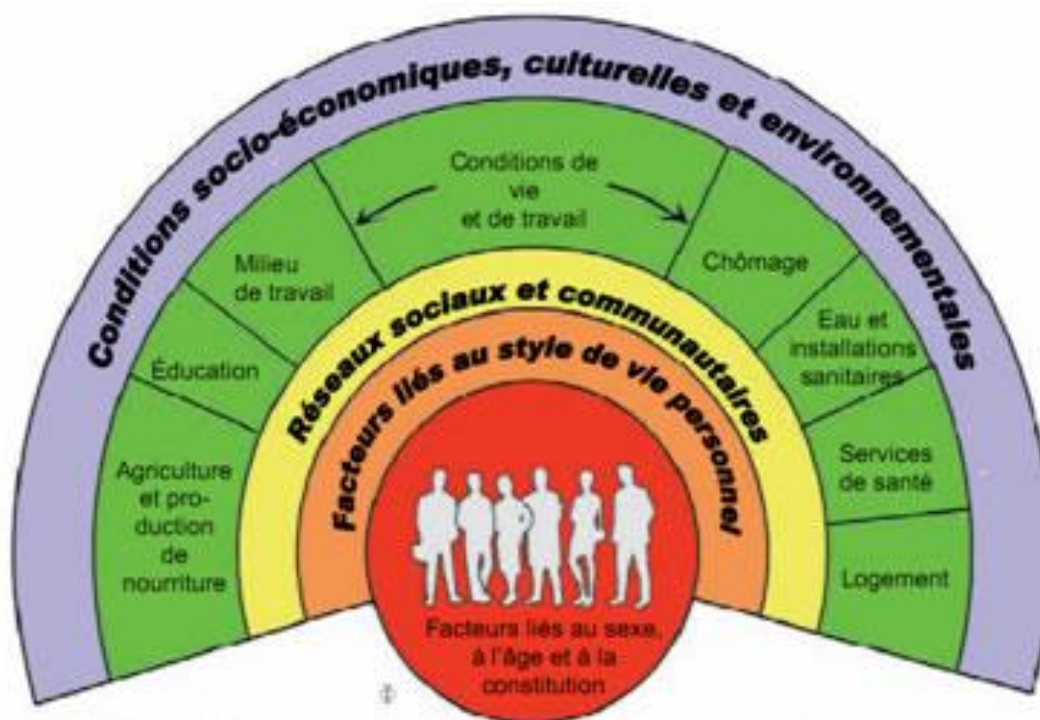 Conditions socio-économiques, culturelles et environnementales
Conditions de
vie
et de travail
Milieu
de travail
Chômage
Éducation
Eau et
installations
sanitaires
Agriculture
et pro-
duction de
nourriture
Services
de santé
Logement
Réseaux sociaux et communautaires
Facteurs liés au style de vie personnel
Facteurs liés au sexe,
à l'âge et à la
constitution